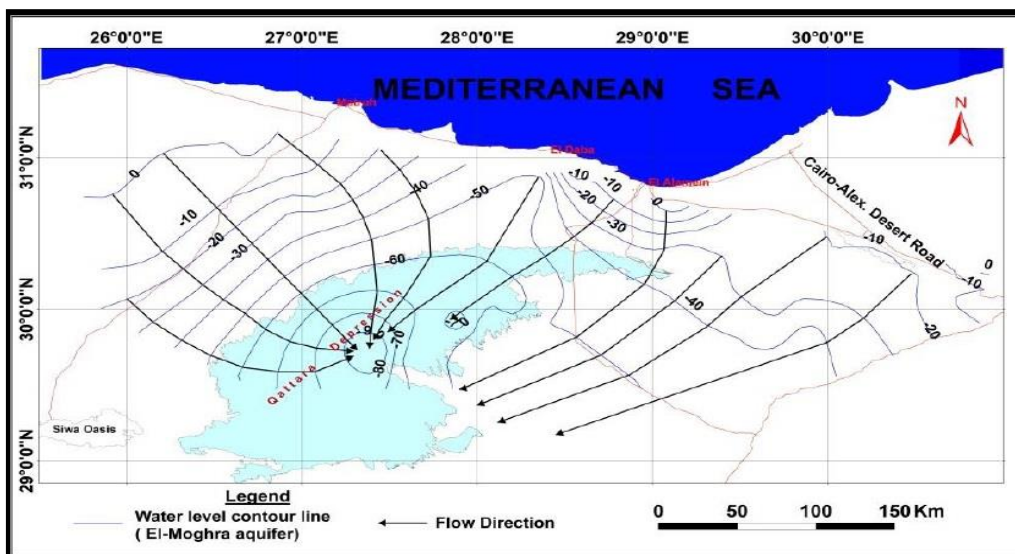 26°0'0"E 27°0'0"E 28°0'0"E 29°0'0"E 30°0'0"E
MEDITERRANEAN SEA
N
31°0'0"N
El Daba
El Alamein
Cairo-Alex. Desert Road
0
-10
-20
-30
-40
-50
-60
-10
-10
-20
-30
0
-40
-10
0
-10
-20
30°0'0"N
Qattara Depression
-70
-80
Siwa Oasis
29°0'0"N
Legend
Water level contour line
( El-Moghra aquifer)
Flow Direction
0 50 100 150 Km